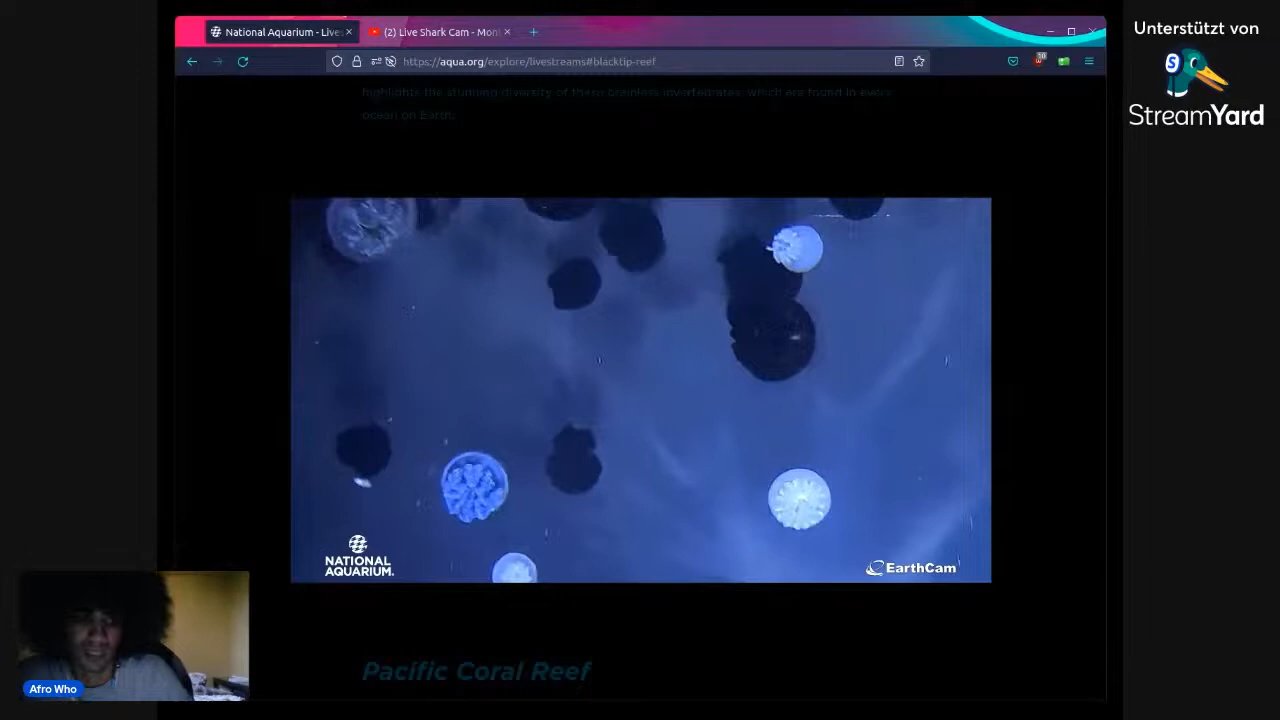 National Aquarium - Live
(2) Live Shark Cam - Mont
https://aqua.org/explore/livestreams#blacktip-reef
highlights the stunning diversity of these brainless invertebrates, which are found in every
ocean on Earth.
NATIONAL
AQUARIUM.
EarthCam
Pacific Coral Reef
Afro Who
Unterstützt von
StreamYard